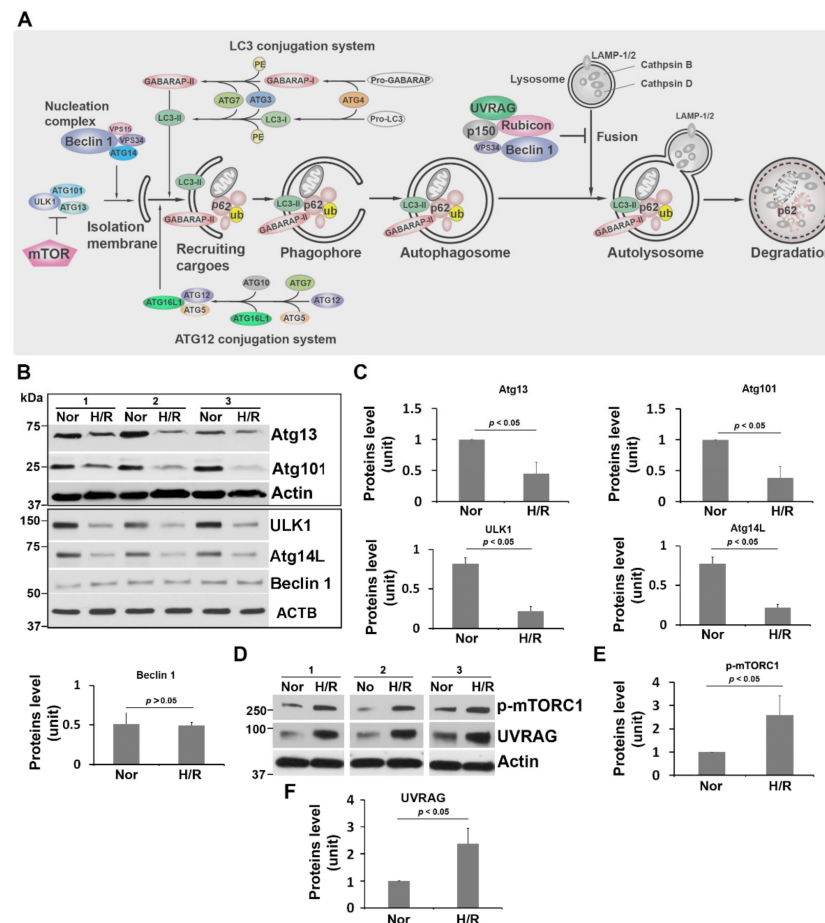 A
LC3 conjugation system
PE
GABARAP-II
GABARAP-I
Pro-GABARAP
ATG7
ATG3
ATG4
LC3-II
LC3-I
Pro-LC3
PE
Nucleation
complex
VPS15
Beclin 1
VPS34
ATG14
ATG101
ULK1
ATG13
mTOR
Isolation
membrane
LC3-II
p62
ub
GABARAP-II
Recruiting
cargoes
LC3-II
p62
ub
GABARAP-II
Phagophore
LC3-II
p62
ub
GABARAP-II
Autophagosome
UVRAG
p150
Rubicon
VPS34
Beclin 1
LAMP-1/2
Lysosome
Cathpsin B
Cathpsin D
Fusion
LAMP-1/2
LC3-II
p62
ub
GABARAP-II
Autolysosome
p62
Degradation
ATG16L1
ATG12
ATG5
ATG10
ATG16L1
ATG7
ATG5
ATG12
ATG12 conjugation system
B
kDa
1 2 3
Nor H/R Nor H/R Nor H/R
75
Atg13
25
Atg101
Actin
37
150
ULK1
75
Atg14L
Beclin 1
50
ACTB
37
C
Atg13
Proteins level
(unit)
1.5
1
0.5
0
p < 0.05
Nor H/R
Atg101
Proteins level
(unit)
1.5
1
0.5
0
p < 0.05
Nor H/R
ULK1
Proteins level
(unit)
1
0.5
0
p < 0.05
Nor H/R
Atg14L
Proteins level
(unit)
1
0.5
0
p < 0.05
Nor H/R
Beclin 1
Proteins level
(unit)
1
0.5
0
p > 0.05
Nor H/R
D
1 2 3
Nor H/R No H/R Nor H/R
250
p-mTORC1
100
UVRAG
Actin
37
E
p-mTORC1
Proteins level
(unit)
4
3
2
1
0
p < 0.05
Nor H/R
F
UVRAG
Proteins level
(unit)
4
3
2
1
0
p < 0.05
Nor H/R